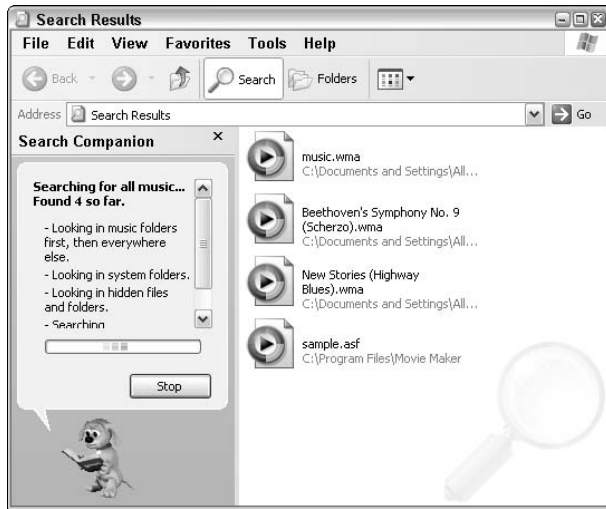 Search Results
File Edit View Favorites Tools Help
Back Search Folders
Address Search Results Go
Search Companion
Searching for all music...
Found 4 so far.
- Looking in music folders
first, then everywhere
else.
- Looking in system folders.
- Looking in hidden files
and folders.
- Searching
Stop
music.wma
C:\Documents and Settings\All...
Beethoven's Symphony No. 9
(Scherzo).wma
C:\Documents and Settings\All...
New Stories (Highway
Blues).wma
C:\Documents and Settings\All...
sample.asf
C:\Program Files\Movie Maker